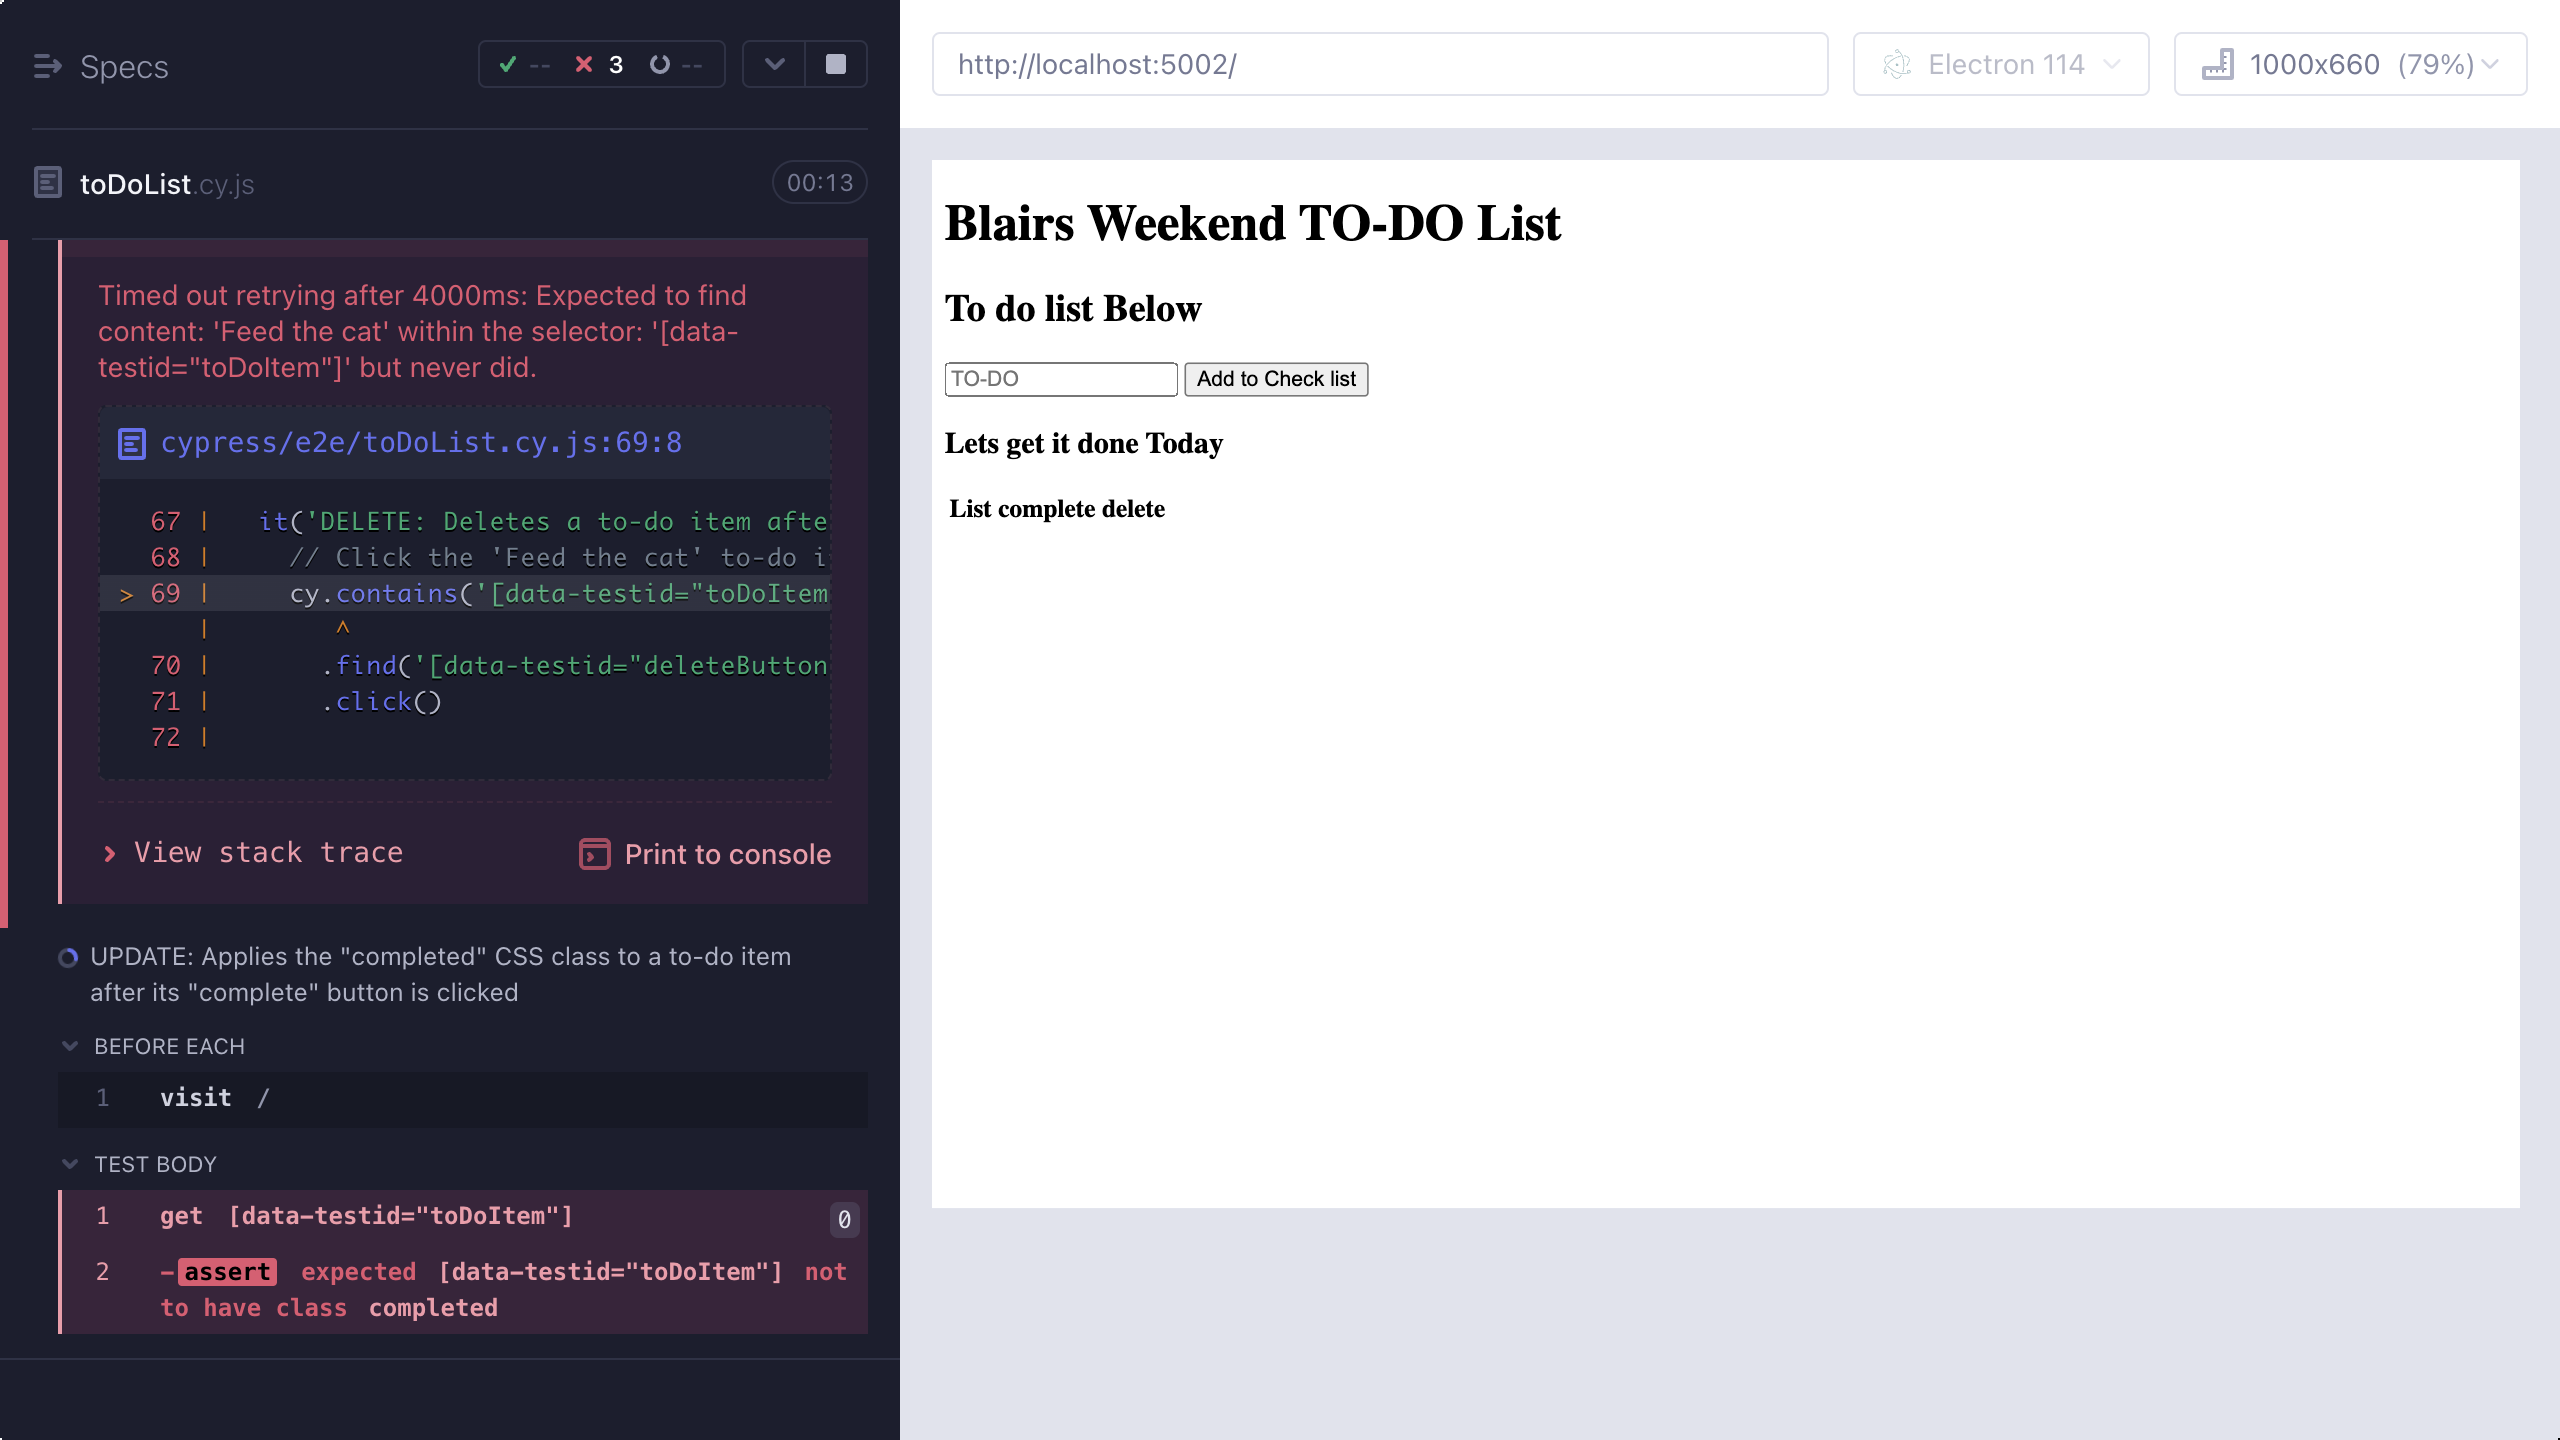 Specs
-- 3 --
toDoList.cy.js
00:13
Timed out retrying after 4000ms: Expected to find
content: 'Feed the cat' within the selector: '[data-
testid="toDoItem"]' but never did.
cypress/e2e/toDoList.cy.js:69:8
67 | it('DELETE: Deletes a to-do item afte
68 | // Click the 'Feed the cat' to-do i
> 69 | cy.contains('[data-testid="toDoItem
| ^
70 | .find('[data-testid="deleteButton
71 | .click()
72 |
View stack trace
Print to console
UPDATE: Applies the "completed" CSS class to a to-do item
after its "complete" button is clicked
BEFORE EACH
1 visit /
TEST BODY
1 get [data-testid="toDoItem"] 0
2 -assert expected [data-testid="toDoItem"] not
to have class completed
http://localhost:5002/
Electron 114
1000x660 (79%)
Blairs Weekend TO-DO List
To do list Below
TO-DO Add to Check list
Lets get it done Today
List complete delete